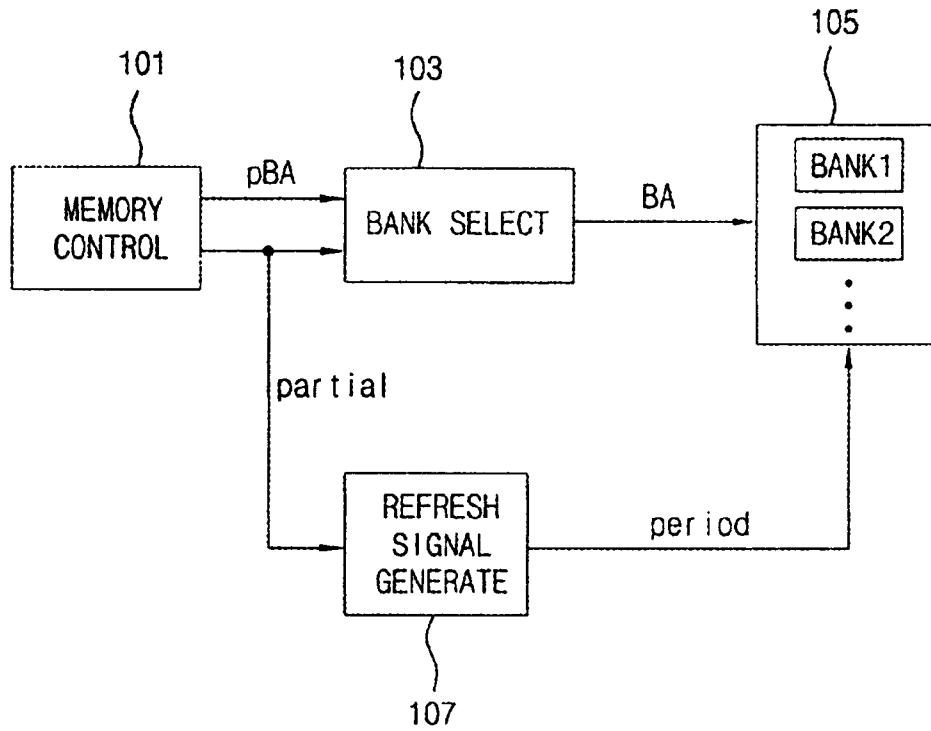 101
103
105
MEMORY
CONTROL
pBA
BANK SELECT
BA
BANK1
BANK2
partial
REFRESH
SIGNAL
GENERATE
period
107